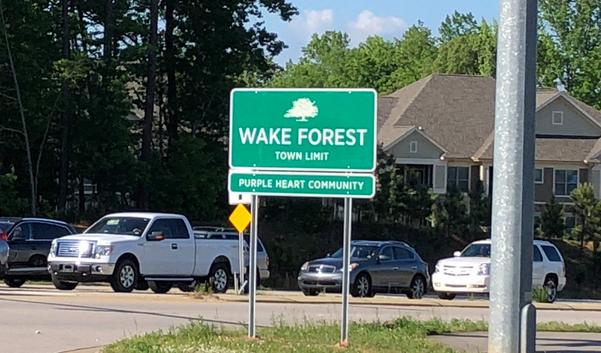 WAKE FOREST
TOWN LIMIT
PURPLE HEART COMMUNITY